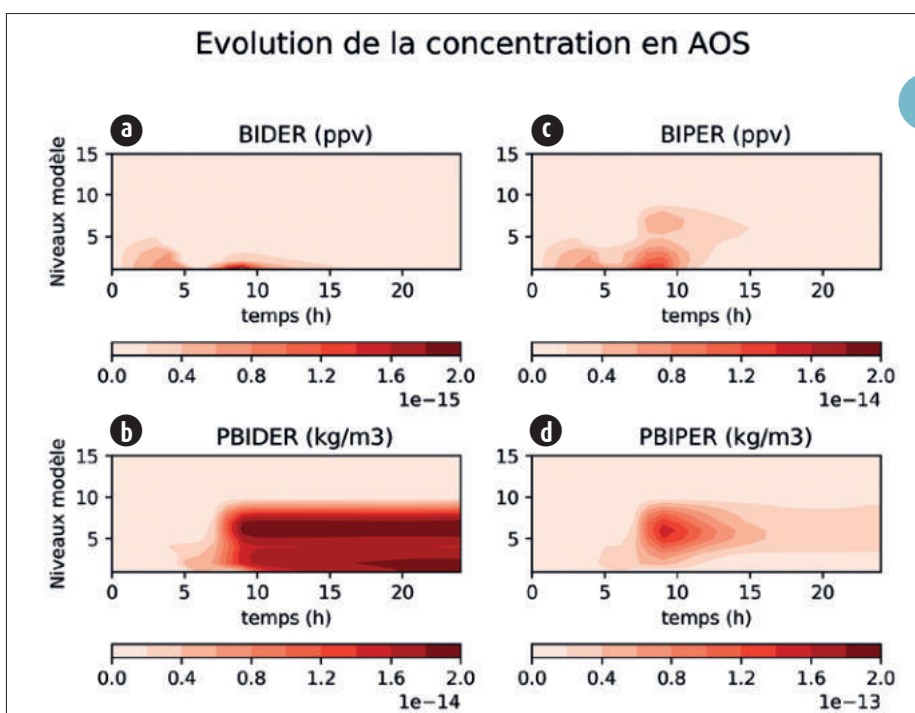 Evolution de la concentration en AOS
a
BIDER (ppv)
Niveaux modèle
15
10
5
0 5 10 15 20
temps (h)
0.0 0.4 0.8 1.2 1.6 2.0
1e−15
c
BIPER (ppv)
15
10
5
0 5 10 15 20
temps (h)
0.0 0.4 0.8 1.2 1.6 2.0
1e−14
b
PBIDER (kg/m3)
Niveaux modèle
15
10
5
0 5 10 15 20
temps (h)
0.0 0.4 0.8 1.2 1.6 2.0
1e−14
d
PBIPER (kg/m3)
15
10
5
0 5 10 15 20
temps (h)
0.0 0.4 0.8 1.2 1.6 2.0
1e−13